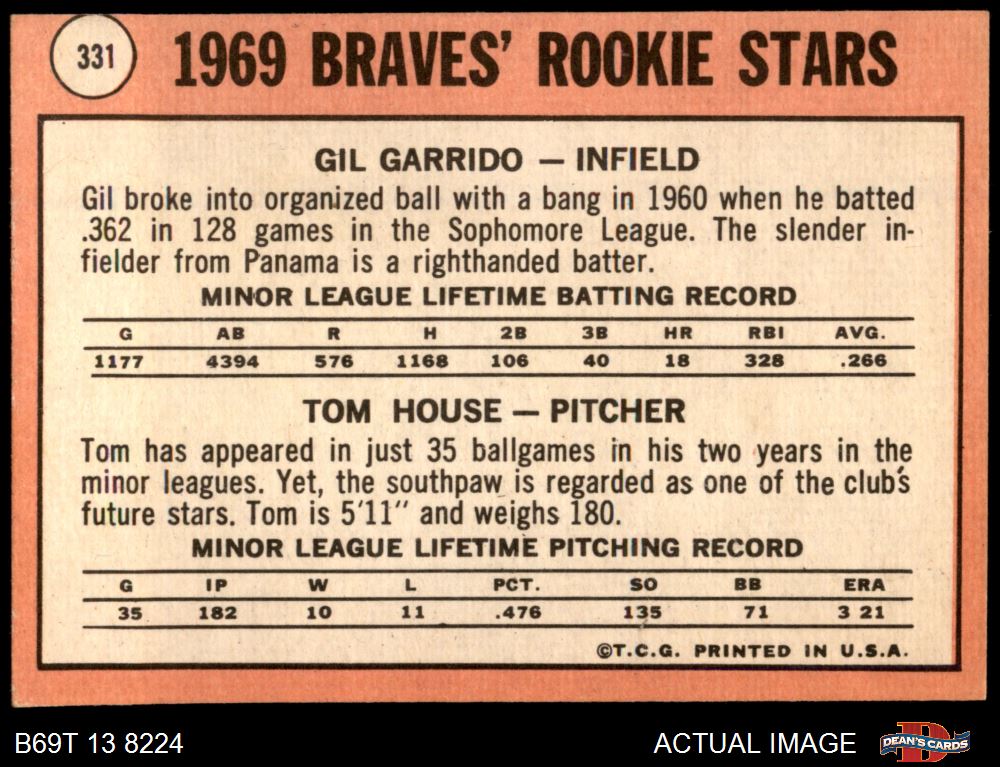 331
1969 BRAVES' ROOKIE STARS
GIL GARRIDO — INFIELD
Gil broke into organized ball with a bang in 1960 when he batted
.362 in 128 games in the Sophomore League. The slender in-
fielder from Panama is a righthanded batter.
MINOR LEAGUE LIFETIME BATTING RECORD
G AB R H 2B 3B HR RBI AVG.
1177 4394 576 1168 106 40 18 328 .266
TOM HOUSE — PITCHER
Tom has appeared in just 35 ballgames in his two years in the
minor leagues. Yet, the southpaw is regarded as one of the club's
future stars. Tom is 5'11" and weighs 180.
MINOR LEAGUE LIFETIME PITCHING RECORD
G IP W L PCT. SO BB ERA
35 182 10 11 .476 135 71 3 21
©T.C.G. PRINTED IN U.S.A.
B69T 13 8224 ACTUAL IMAGE D DEAN'S CARDS